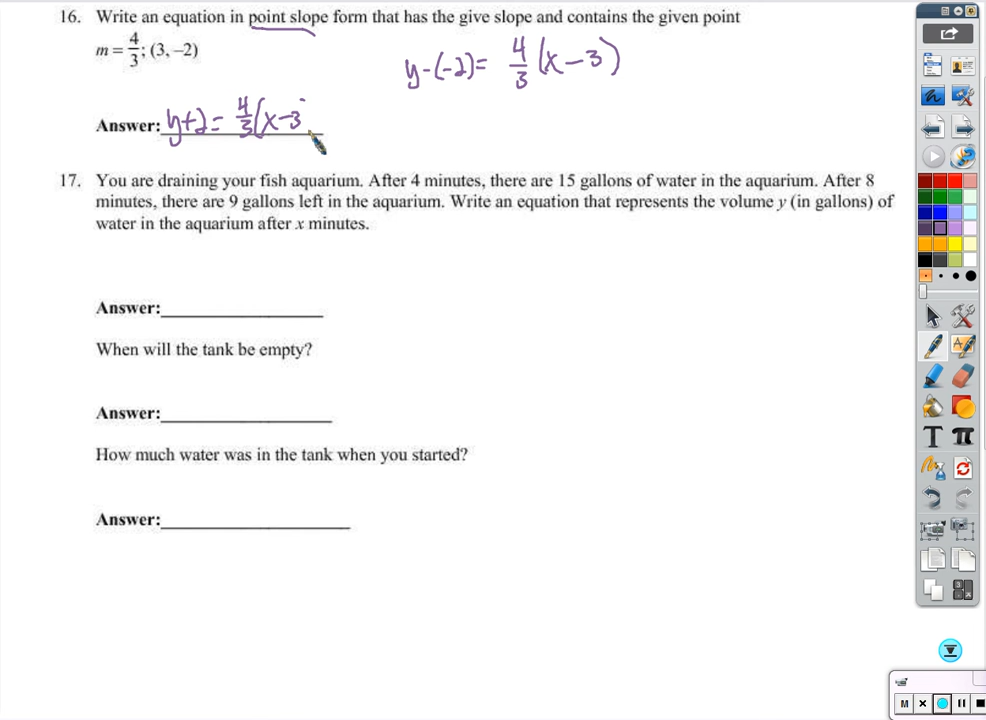 16. Write an equation in point slope form that has the give slope and contains the given point
m = 4/3; (3, –2)
y-(-2)= 4/3 (x-3)
Answer: y+2 = 4/3(x-3
17. You are draining your fish aquarium. After 4 minutes, there are 15 gallons of water in the aquarium. After 8
minutes, there are 9 gallons left in the aquarium. Write an equation that represents the volume y (in gallons) of
water in the aquarium after x minutes.
Answer:
When will the tank be empty?
Answer:
How much water was in the tank when you started?
Answer:
T π
M ×